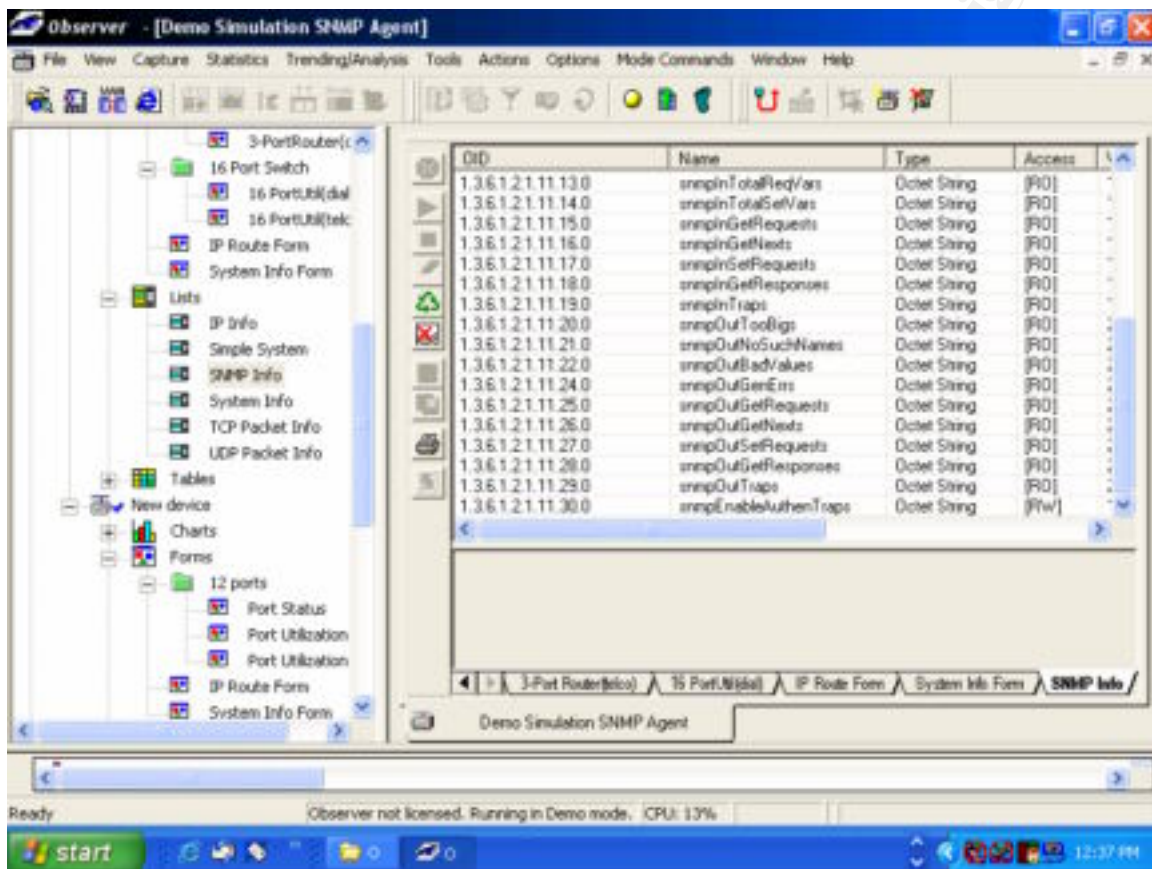 Observer - [Demo Simulation SNMP Agent]
File View Capture Statistics Trending/Analysis Tools Actions Options Mode Commands Window Help
3-PortRouter(c
16 Port Switch
16 PortUtil(dial
16 PortUtil(telc
IP Route Form
System Info Form
Lists
IP Info
Simple System
SNMP Info
System Info
TCP Packet Info
UDP Packet Info
Tables
New device
Charts
Forms
12 ports
Port Status
Port Utilization
Port Utilization
IP Route Form
System Info Form
OID Name Type Access
1.3.6.1.2.1.11.13.0 snmpInTotalReqVars Octet String [RO]
1.3.6.1.2.1.11.14.0 snmpInTotalSetVars Octet String [RO]
1.3.6.1.2.1.11.15.0 snmpInGetRequests Octet String [RO]
1.3.6.1.2.1.11.16.0 snmpInGetNexts Octet String [RO]
1.3.6.1.2.1.11.17.0 snmpInSetRequests Octet String [RO]
1.3.6.1.2.1.11.18.0 snmpInGetResponses Octet String [RO]
1.3.6.1.2.1.11.19.0 snmpInTraps Octet String [RO]
1.3.6.1.2.1.11.20.0 snmpOutTooBigs Octet String [RO]
1.3.6.1.2.1.11.21.0 snmpOutNoSuchNames Octet String [RO]
1.3.6.1.2.1.11.22.0 snmpOutBadValues Octet String [RO]
1.3.6.1.2.1.11.24.0 snmpOutGenErrs Octet String [RO]
1.3.6.1.2.1.11.25.0 snmpOutGetRequests Octet String [RO]
1.3.6.1.2.1.11.26.0 snmpOutGetNexts Octet String [RO]
1.3.6.1.2.1.11.27.0 snmpOutSetRequests Octet String [RO]
1.3.6.1.2.1.11.28.0 snmpOutGetResponses Octet String [RO]
1.3.6.1.2.1.11.29.0 snmpOutTraps Octet String [RO]
1.3.6.1.2.1.11.30.0 snmpEnableAuthenTraps Octet String [RW]
3-Port Router(telco) 16 PortUtil(dial) IP Route Form System Info Form SNMP Info
Demo Simulation SNMP Agent
Ready Observer not licensed. Running in Demo mode. CPU: 13%
start 12:37 PM